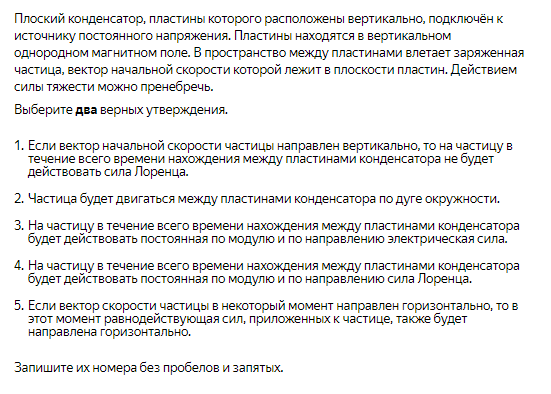 Плоский конденсатор, пластины которого расположены вертикально, подключён к
источнику постоянного напряжения. Пластины находятся в вертикальном
однородном магнитном поле. В пространство между пластинами влетает заряженная
частица, вектор начальной скорости которой лежит в плоскости пластин. Действием
силы тяжести можно пренебречь.
Выберите два верных утверждения.
1. Если вектор начальной скорости частицы направлен вертикально, то на частицу в
течение всего времени нахождения между пластинами конденсатора не будет
действовать сила Лоренца.
2. Частица будет двигаться между пластинами конденсатора по дуге окружности.
3. На частицу в течение всего времени нахождения между пластинами конденсатора
будет действовать постоянная по модулю и по направлению электрическая сила.
4. На частицу в течение всего времени нахождения между пластинами конденсатора
будет действовать постоянная по модулю и по направлению сила Лоренца.
5. Если вектор скорости частицы в некоторый момент направлен горизонтально, то в
этот момент равнодействующая сил, приложенных к частице, также будет
направлена горизонтально.
Запишите их номера без пробелов и запятых.